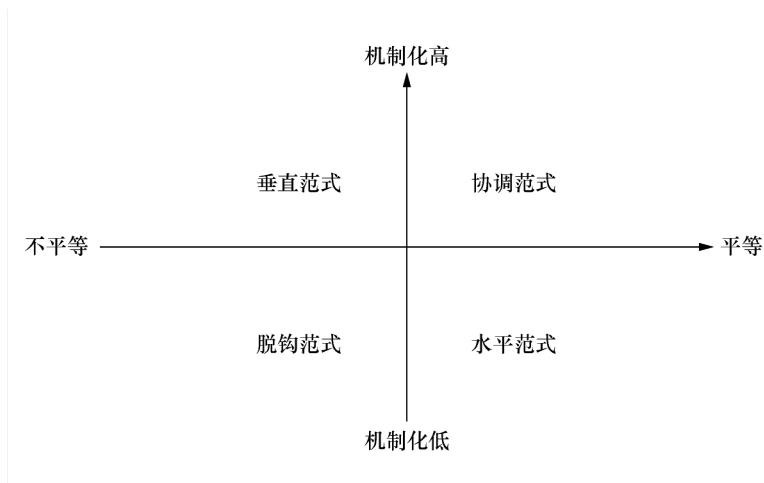 机制化高
垂直范式 协调范式
不平等 平等
脱钩范式 水平范式
机制化低